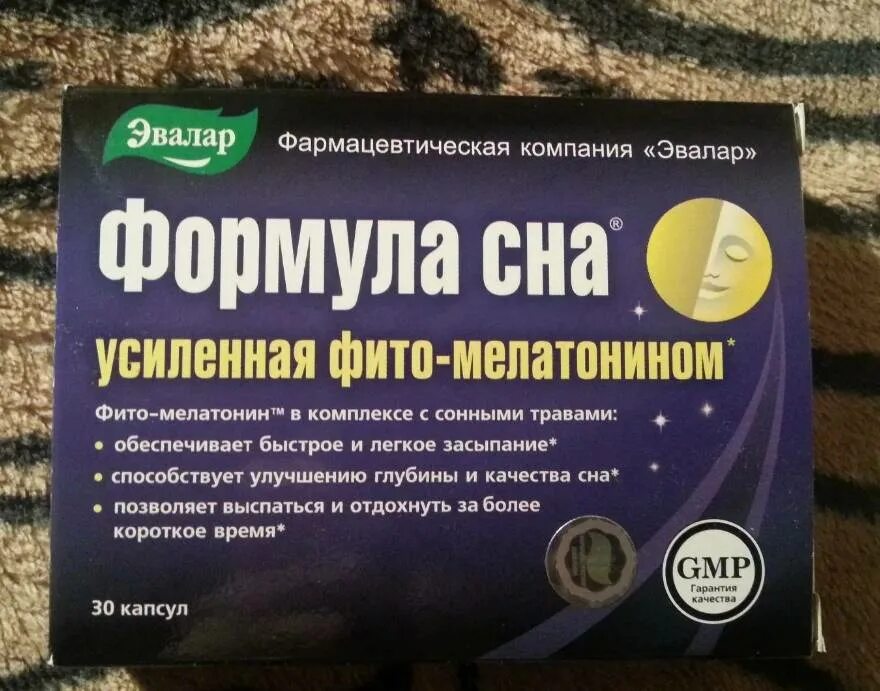 Эвалар
Фармацевтическая компания «Эвалар»
Формула сна®
усиленная фито-мелатонином*
Фито-мелатонин™ в комплексе с сонными травами:
• обеспечивает быстрое и легкое засыпание*
• способствует улучшению глубины и качества сна*
• позволяет выспаться и отдохнуть за более
короткое время*
30 капсул
GMP
Гарантия
качества